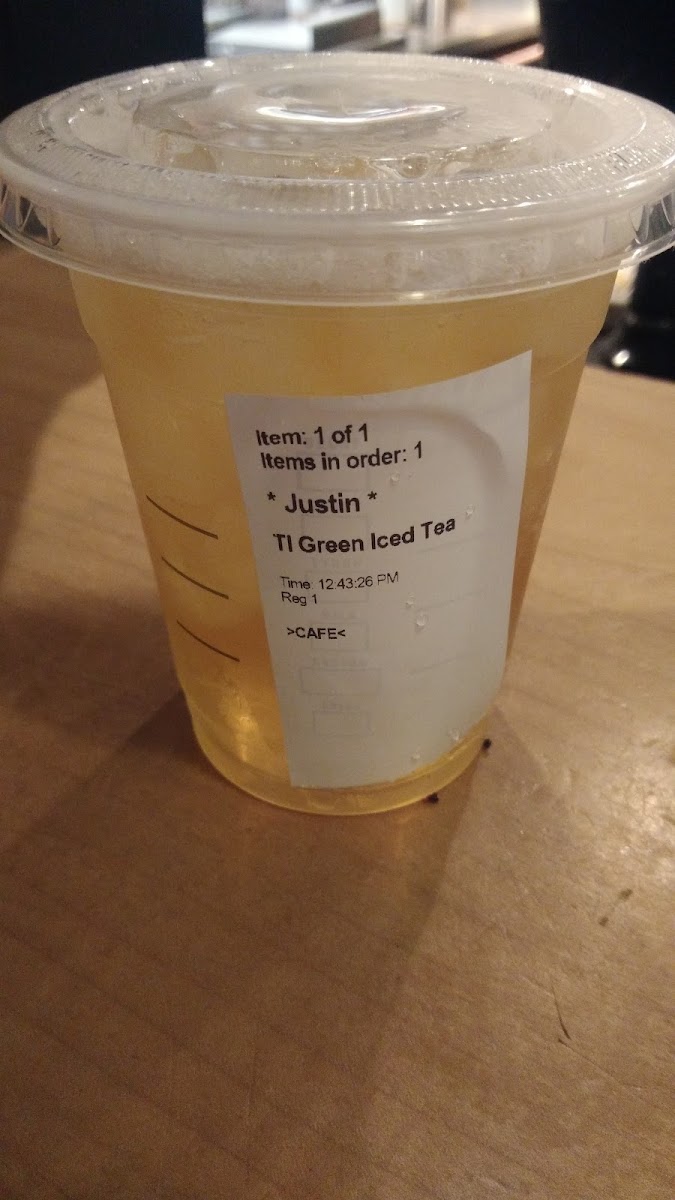 Item: 1 of 1
Items in order: 1
* Justin *
Tl Green Iced Tea
Time: 12:43:26 PM
Reg 1
>CAFE<